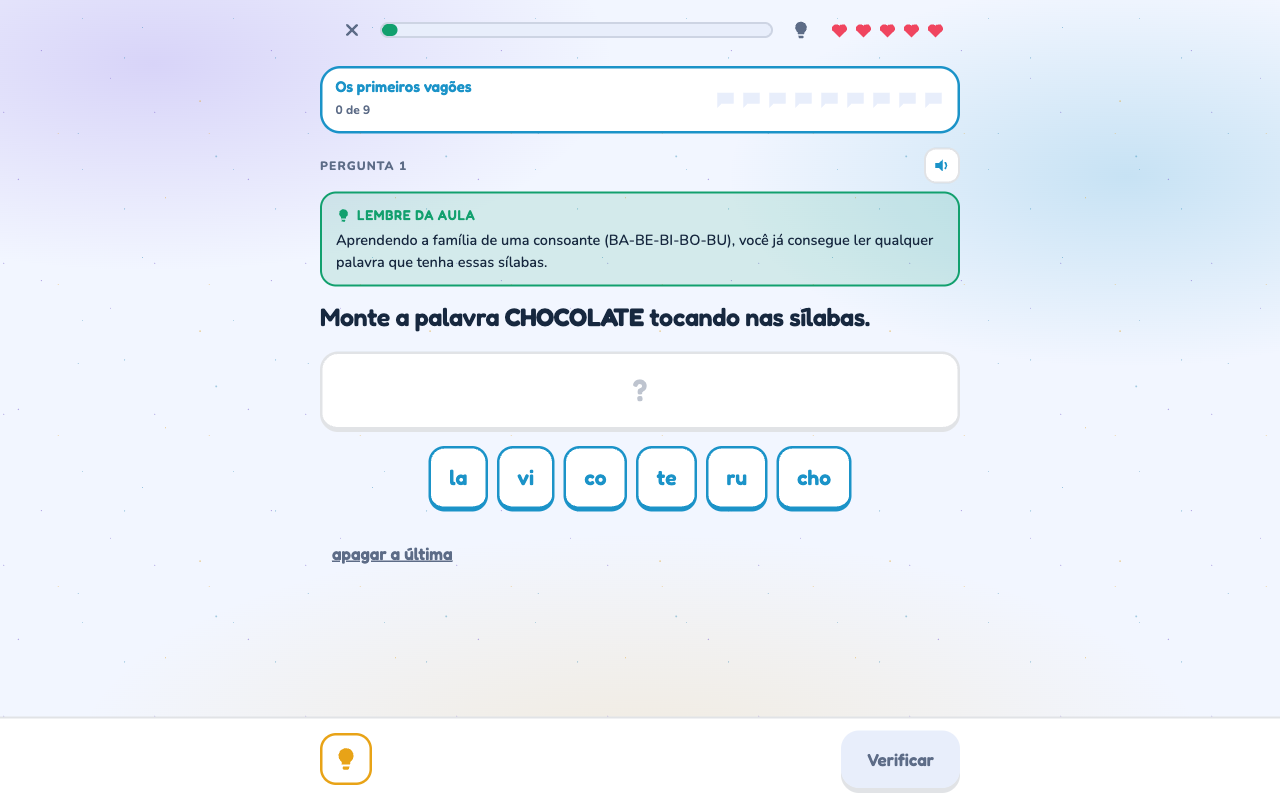 Os primeiros vagões
0 de 9
PERGUNTA 1
LEMBRE DA AULA
Aprendendo a família de uma consoante (BA-BE-BI-BO-BU), você já consegue ler qualquer
palavra que tenha essas sílabas.
Monte a palavra CHOCOLATE tocando nas sílabas.
?
la vi co te ru cho
apagar a última
Verificar